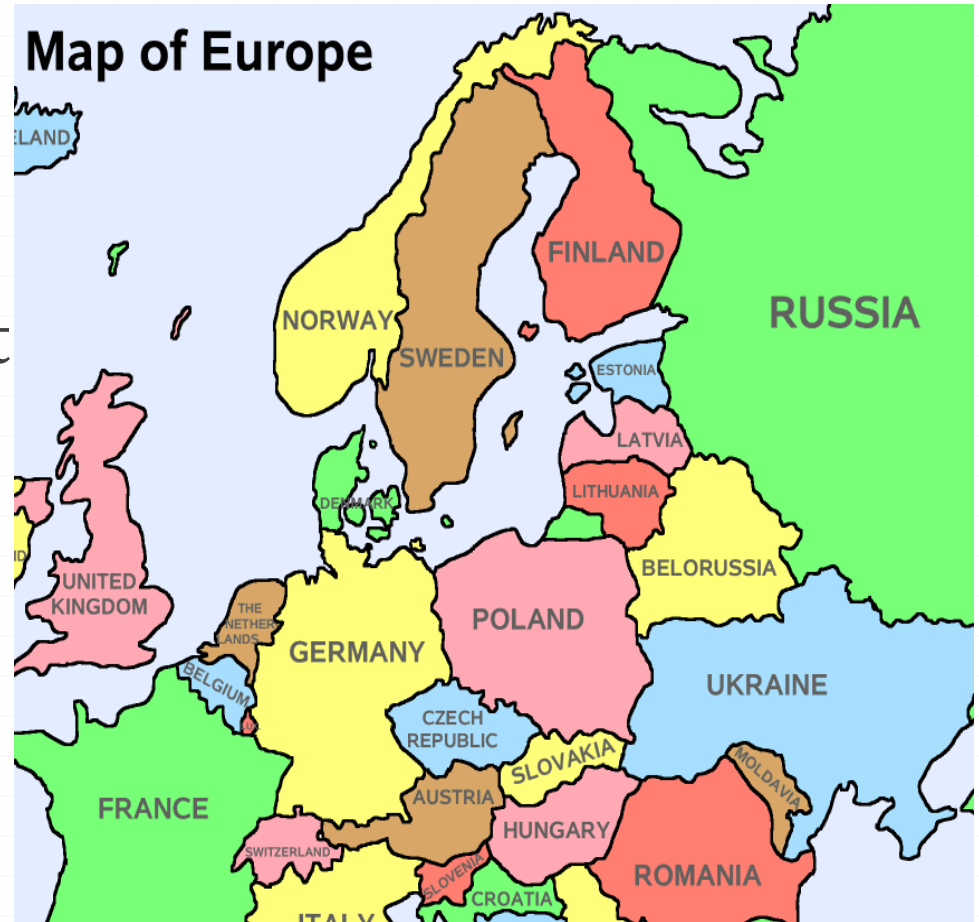 Map of Europe
ELAND
FINLAND
RUSSIA
NORWAY
SWEDEN
ESTONIA
LATVIA
LITHUANIA
DENMARK
BELORUSSIA
UNITED
KINGDOM
THE
NETHER-
LANDS
POLAND
GERMANY
BELGIUM
UKRAINE
CZECH
REPUBLIC
SLOVAKIA
MOLDAVIA
FRANCE
AUSTRIA
HUNGARY
SWITZERLAND
SLOVENIA
ROMANIA
CROATIA
ITALY